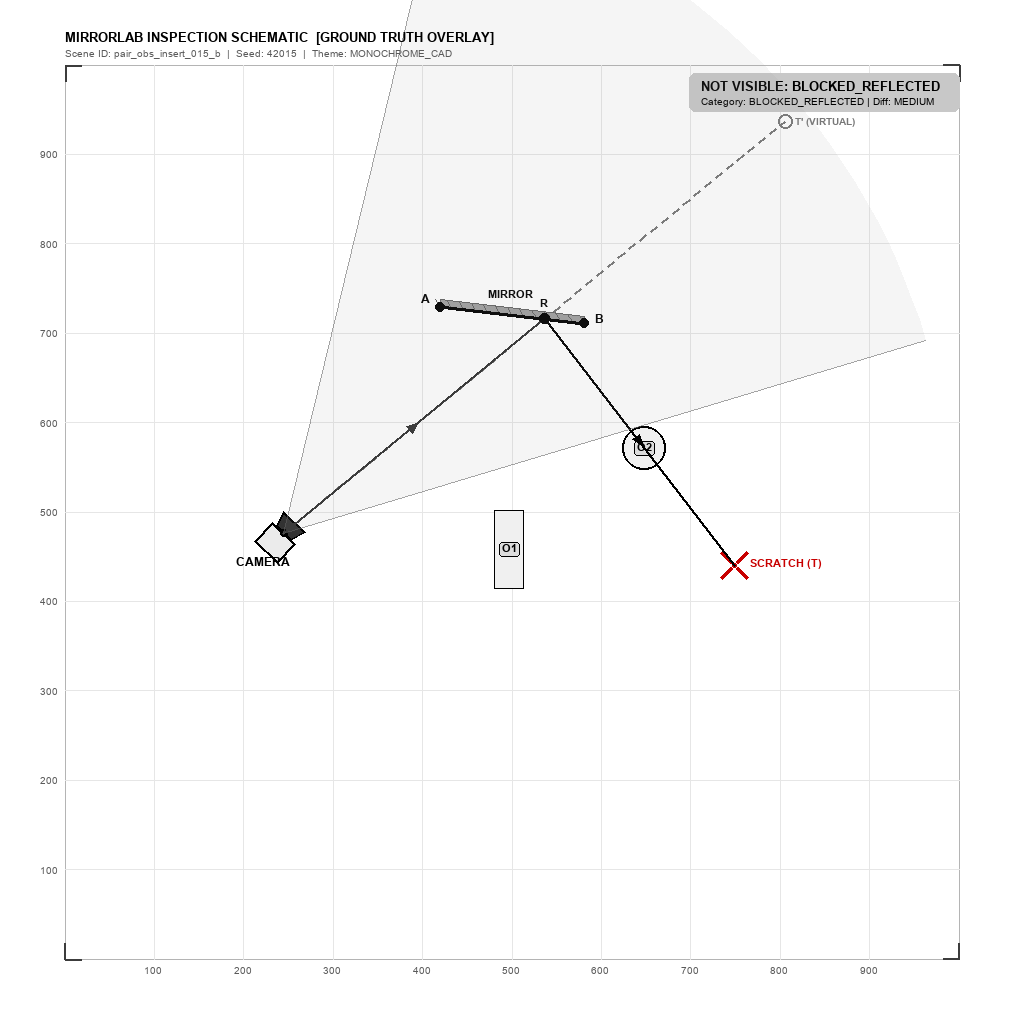 MIRRORLAB INSPECTION SCHEMATIC [GROUND TRUTH OVERLAY]
Scene ID: pair_obs_insert_015_b | Seed: 42015 | Theme: MONOCHROME_CAD
NOT VISIBLE: BLOCKED_REFLECTED
Category: BLOCKED_REFLECTED | Diff: MEDIUM
T' (VIRTUAL)
900
800
MIRROR
A
R
B
700
600
O2
500
O1
CAMERA
SCRATCH (T)
400
300
200
100
100 200 300 400 500 600 700 800 900